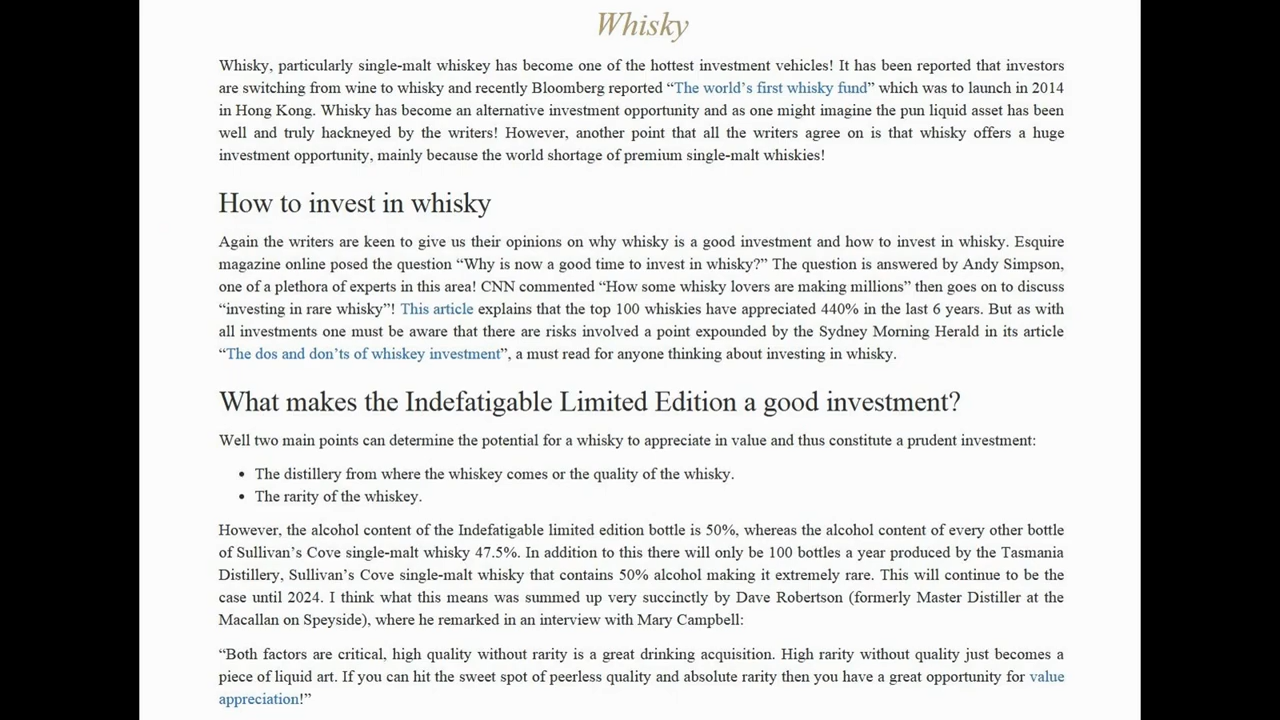 Whisky
Whisky, particularly single-malt whiskey has become one of the hottest investment vehicles! It has been reported that investors
are switching from wine to whisky and recently Bloomberg reported “The world’s first whisky fund” which was to launch in 2014
in Hong Kong. Whisky has become an alternative investment opportunity and as one might imagine the pun liquid asset has been
well and truly hackneyed by the writers! However, another point that all the writers agree on is that whisky offers a huge
investment opportunity, mainly because the world shortage of premium single-malt whiskies!
How to invest in whisky
Again the writers are keen to give us their opinions on why whisky is a good investment and how to invest in whisky. Esquire
magazine online posed the question “Why is now a good time to invest in whisky?” The question is answered by Andy Simpson,
one of a plethora of experts in this area! CNN commented “How some whisky lovers are making millions” then goes on to discuss
“investing in rare whisky”! This article explains that the top 100 whiskies have appreciated 440% in the last 6 years. But as with
all investments one must be aware that there are risks involved a point expounded by the Sydney Morning Herald in its article
“The dos and don’ts of whiskey investment”, a must read for anyone thinking about investing in whisky.
What makes the Indefatigable Limited Edition a good investment?
Well two main points can determine the potential for a whisky to appreciate in value and thus constitute a prudent investment:
• The distillery from where the whiskey comes or the quality of the whisky.
• The rarity of the whiskey.
However, the alcohol content of the Indefatigable limited edition bottle is 50%, whereas the alcohol content of every other bottle
of Sullivan’s Cove single-malt whisky 47.5%. In addition to this there will only be 100 bottles a year produced by the Tasmania
Distillery, Sullivan’s Cove single-malt whisky that contains 50% alcohol making it extremely rare. This will continue to be the
case until 2024. I think what this means was summed up very succinctly by Dave Robertson (formerly Master Distiller at the
Macallan on Speyside), where he remarked in an interview with Mary Campbell:
“Both factors are critical, high quality without rarity is a great drinking acquisition. High rarity without quality just becomes a
piece of liquid art. If you can hit the sweet spot of peerless quality and absolute rarity then you have a great opportunity for value
appreciation!”